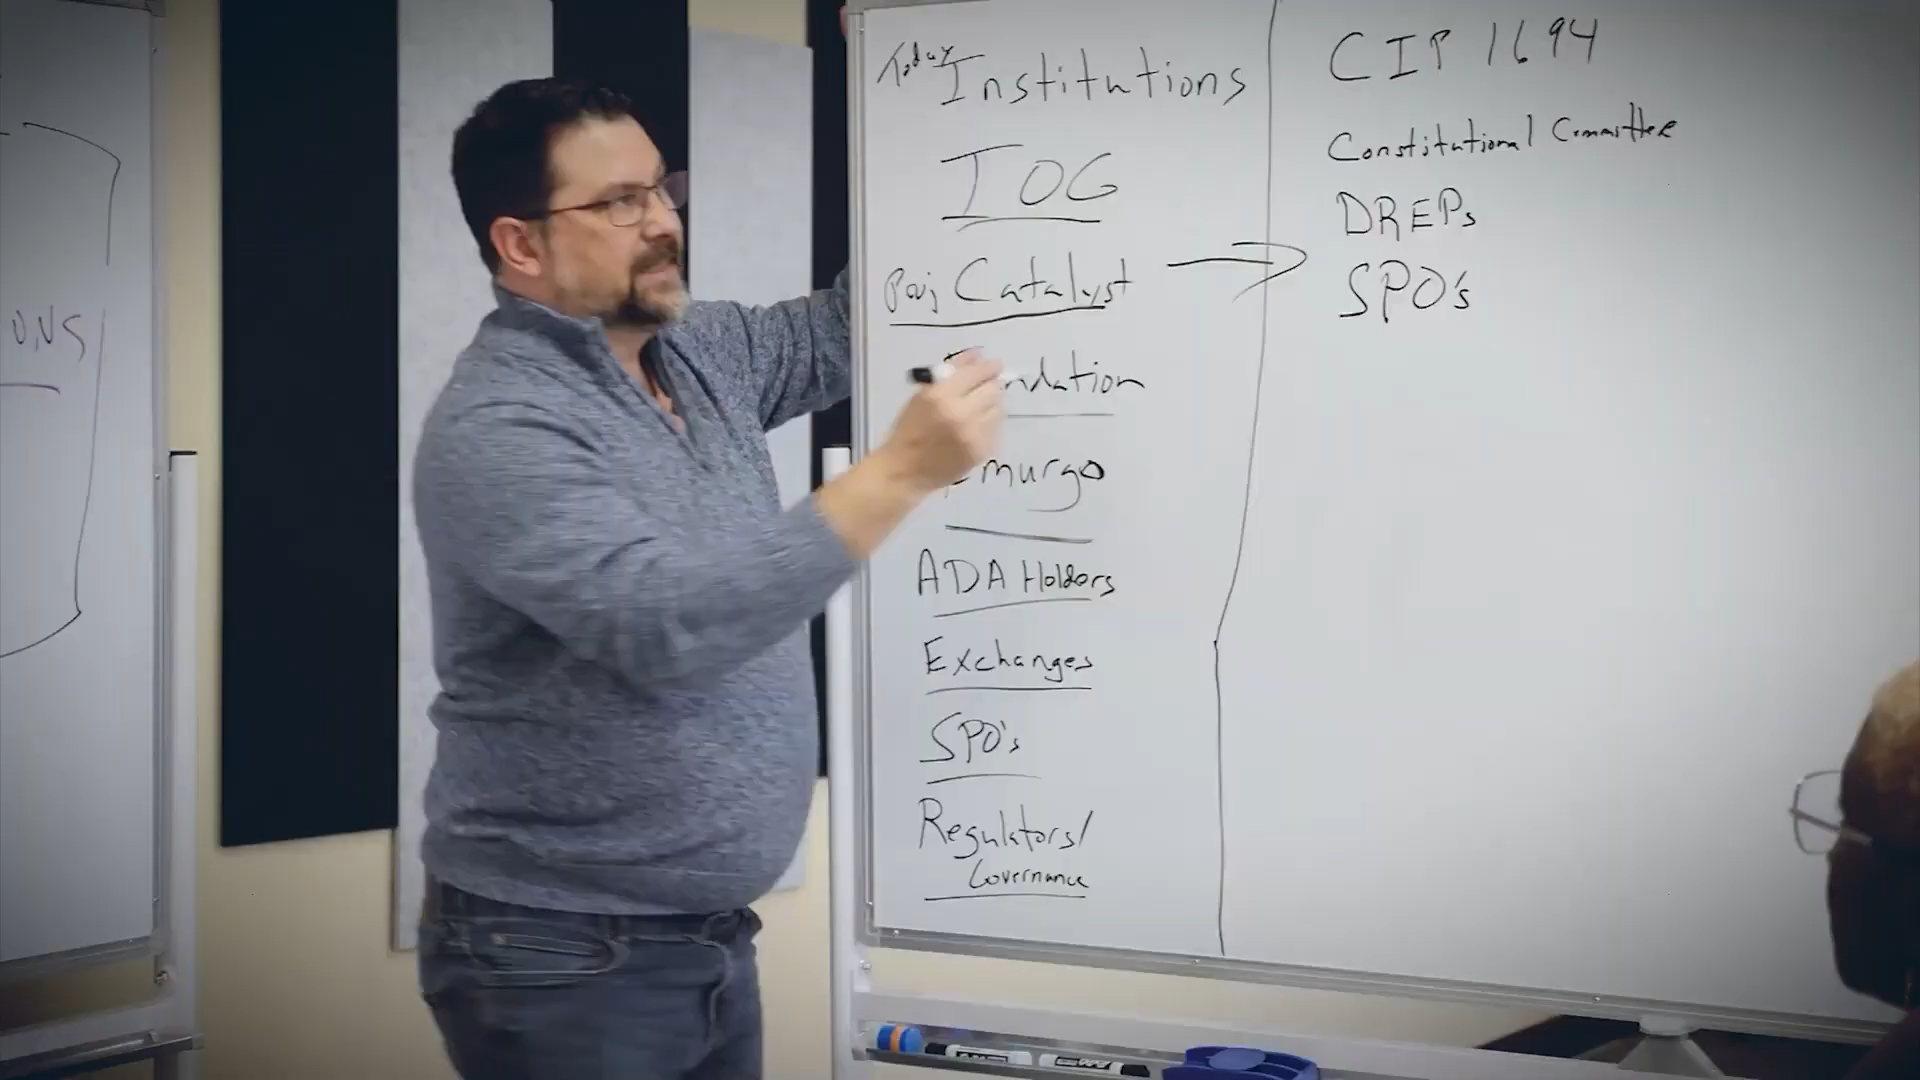 Today
Institutions
IOG
Proj Catalyst
ndation
murgo
ADA Holders
Exchanges
SPO's
Regulators/
Governance
CIP 1694
Constitutional Committee
DREPs
SPO's